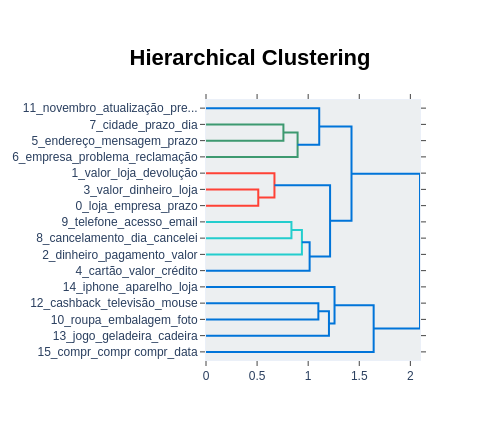 Hierarchical Clustering
11_novembro_atualização_pre...
7_cidade_prazo_dia
5_endereço_mensagem_prazo
6_empresa_problema_reclamação
1_valor_loja_devolução
3_valor_dinheiro_loja
0_loja_empresa_prazo
9_telefone_acesso_email
8_cancelamento_dia_cancelei
2_dinheiro_pagamento_valor
4_cartão_valor_crédito
14_iphone_aparelho_loja
12_cashback_televisão_mouse
10_roupa_embalagem_foto
13_jogo_geladeira_cadeira
15_compr_compr compr_data
0 0.5 1 1.5 2